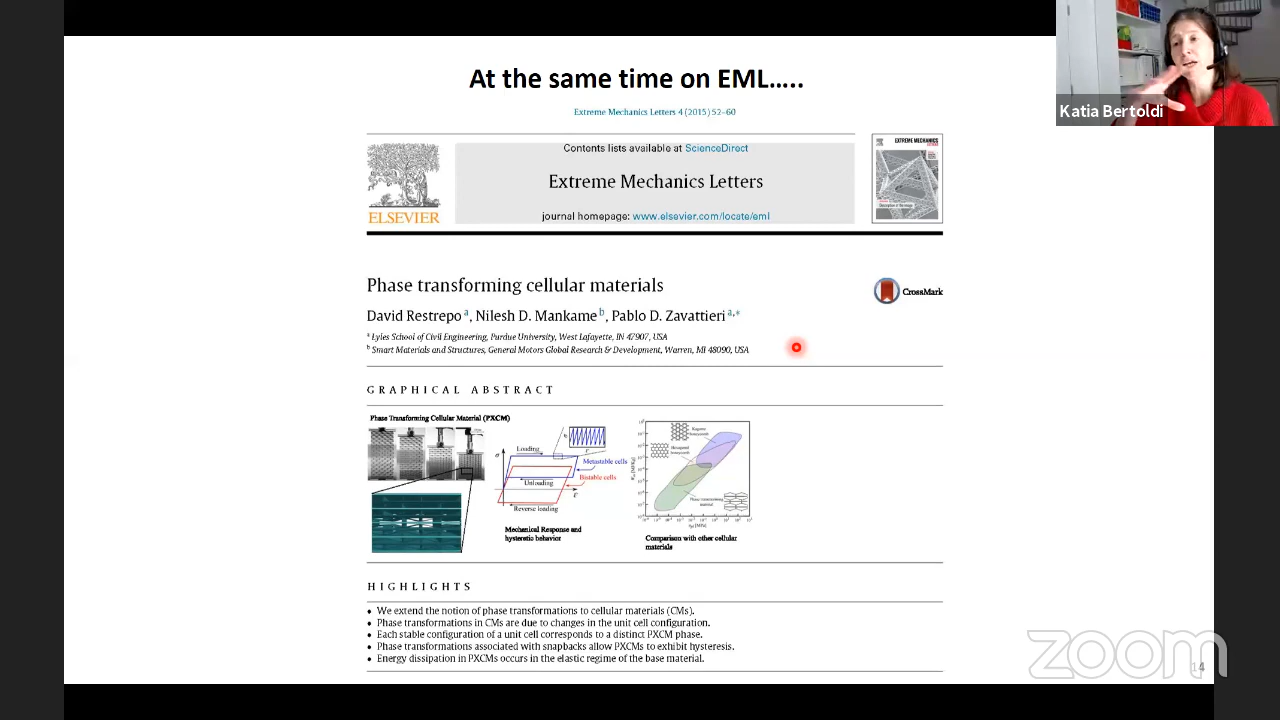 At the same time on EML.....
Katia Bertoldi
Extreme Mechanics Letters 4 (2015) 52–60
Contents lists available at ScienceDirect
Extreme Mechanics Letters
journal homepage: www.elsevier.com/locate/eml
ELSEVIER
EXTREME MECHANICS
Phase transforming cellular materials
CrossMark
David Restrepo a, Nilesh D. Mankame b, Pablo D. Zavattieri a,*
a Lyles School of Civil Engineering, Purdue University, West Lafayette, IN 47907, USA
b Smart Materials and Structures, General Motors Global Research & Development, Warren, MI 48090, USA
GRAPHICAL ABSTRACT
Phase Transforming Cellular Material (PXCM)
Loading
Metastable cells
Bistable cells
Unloading
Reverse loading
Mechanical Response and
hysteretic behavior
Kagome
honeycomb
Hexagonal
honeycomb
Phase transforming
material
Comparison with other cellular
materials
HIGHLIGHTS
• We extend the notion of phase transformations to cellular materials (CMs).
• Phase transformations in CMs are due to changes in the unit cell configuration.
• Each stable configuration of a unit cell corresponds to a distinct PXCM phase.
• Phase transformations associated with snapbacks allow PXCMs to exhibit hysteresis.
• Energy dissipation in PXCMs occurs in the elastic regime of the base material.
zoom
14